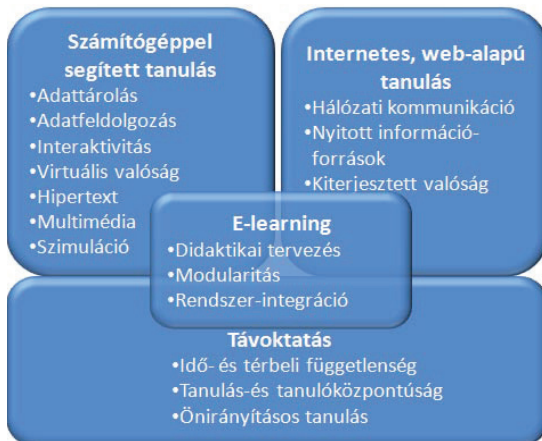 Számítógéppel
segített tanulás
•Adattárolás
•Adatfeldolgozás
•Interaktivitás
•Virtuális valóság
•Hipertext
•Multimédia
•Szimuláció
Internetes, web-alapú
tanulás
•Hálózati kommunikáció
•Nyitott információ-
források
•Kiterjesztett valóság
E-learning
•Didaktikai tervezés
•Modularitás
•Rendszer-integráció
Távoktatás
•Idő- és térbeli függetlenség
•Tanulás-és tanulóközpontúság
•Önirányításos tanulás